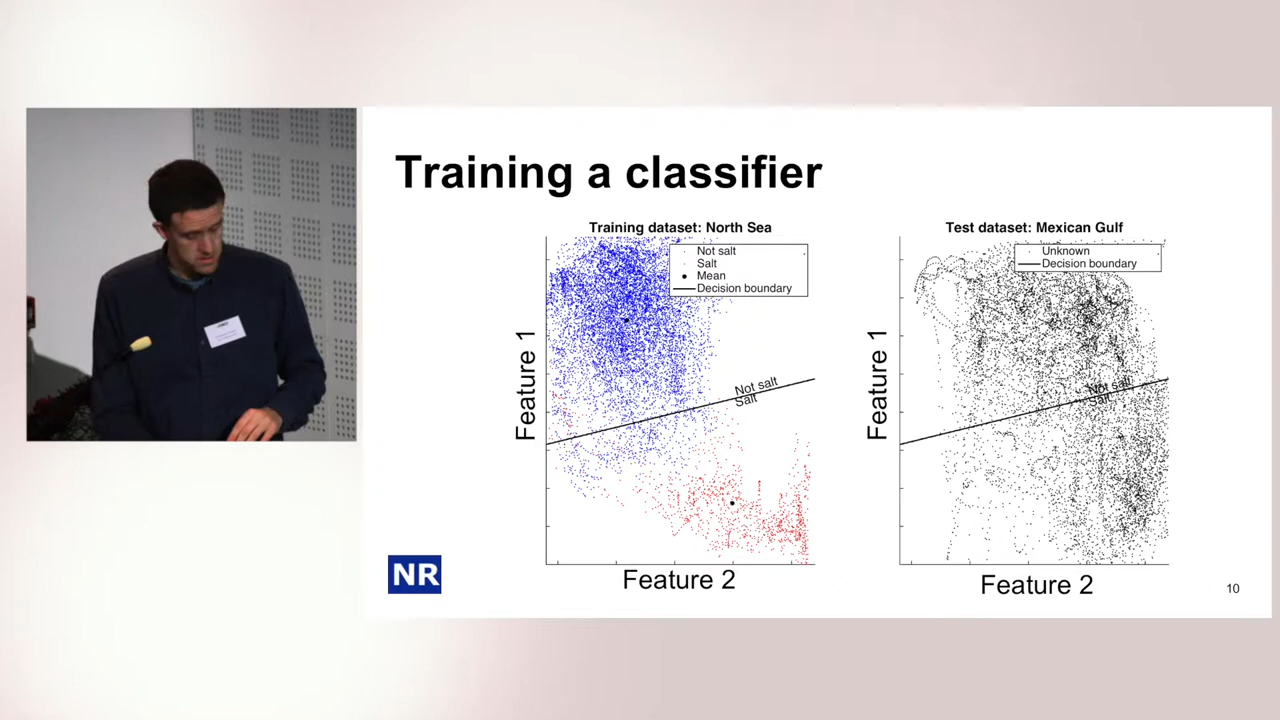 Training a classifier
Training dataset: North Sea
Not salt
Salt
Mean
Decision boundary
Feature 1
Not salt
Salt
Feature 2
Test dataset: Mexican Gulf
Unknown
Decision boundary
Feature 1
Not salt
Salt
Feature 2
NR
10